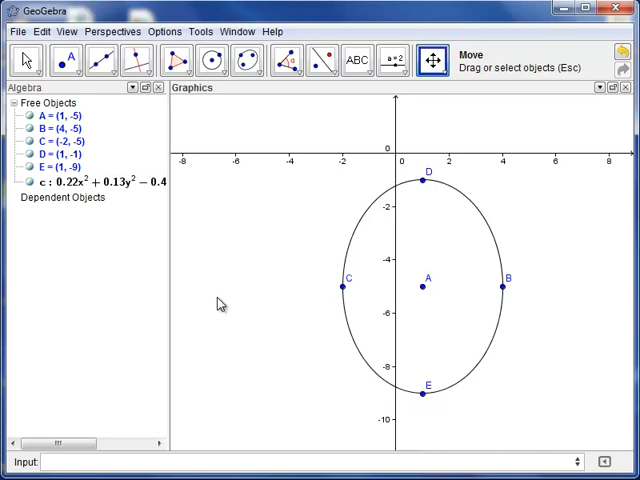 GeoGebra
File Edit View Perspectives Options Tools Window Help
A
α
ABC
a = 2
Move
Drag or select objects (Esc)
Algebra
Graphics
Free Objects
A = (1, -5)
B = (4, -5)
C = (-2, -5)
D = (1, -1)
E = (1, -9)
c : 0.22x² + 0.13y² − 0.4
Dependent Objects
0
-8 -6 -4 -2 0 2 4 6 8
D
-2
-4
C A B
-6
-8
E
-10
Input: